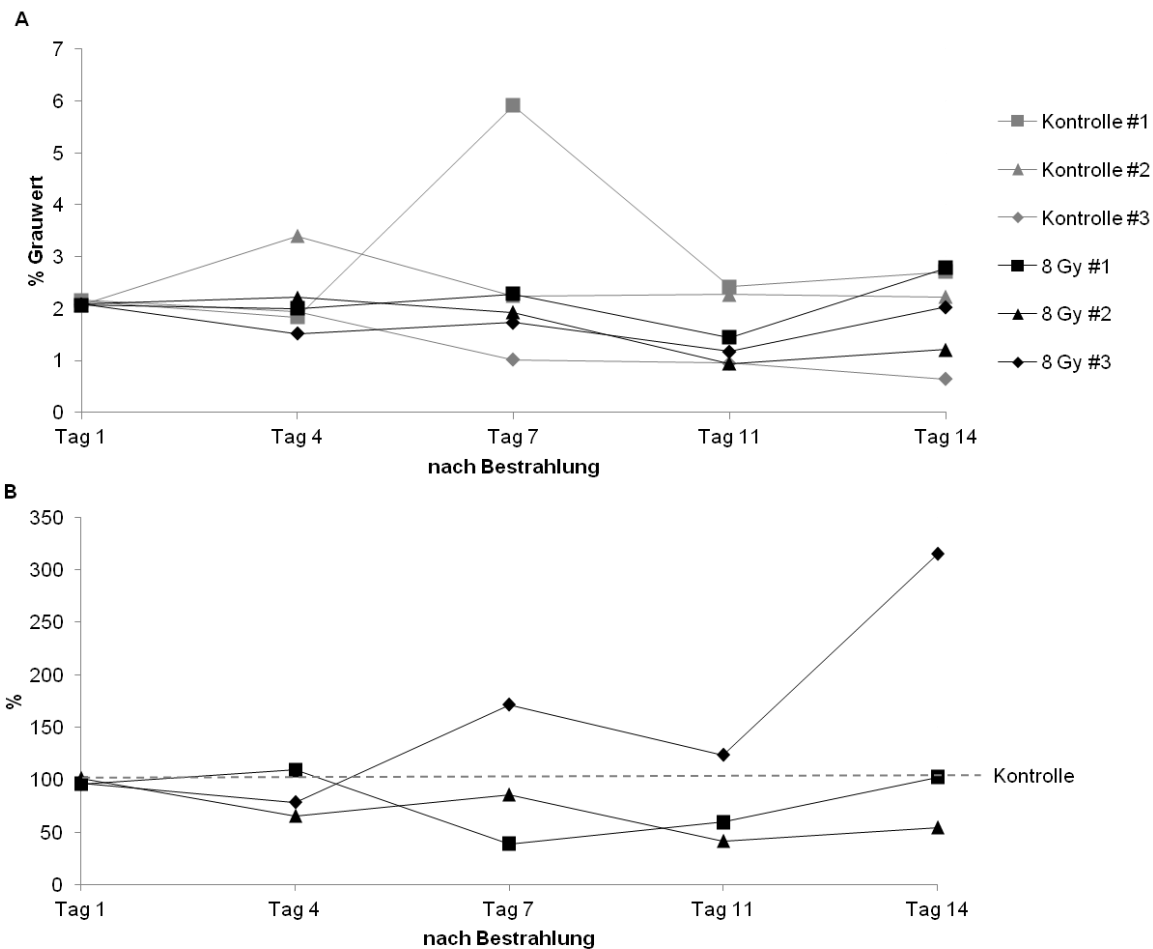 A
7
6
5
4
3
2
1
0
% Grauwert
Tag 1 Tag 4 Tag 7 Tag 11 Tag 14
nach Bestrahlung
Kontrolle #1
Kontrolle #2
Kontrolle #3
8 Gy #1
8 Gy #2
8 Gy #3
B
350
300
250
200
150
100
50
0
%
Kontrolle
Tag 1 Tag 4 Tag 7 Tag 11 Tag 14
nach Bestrahlung